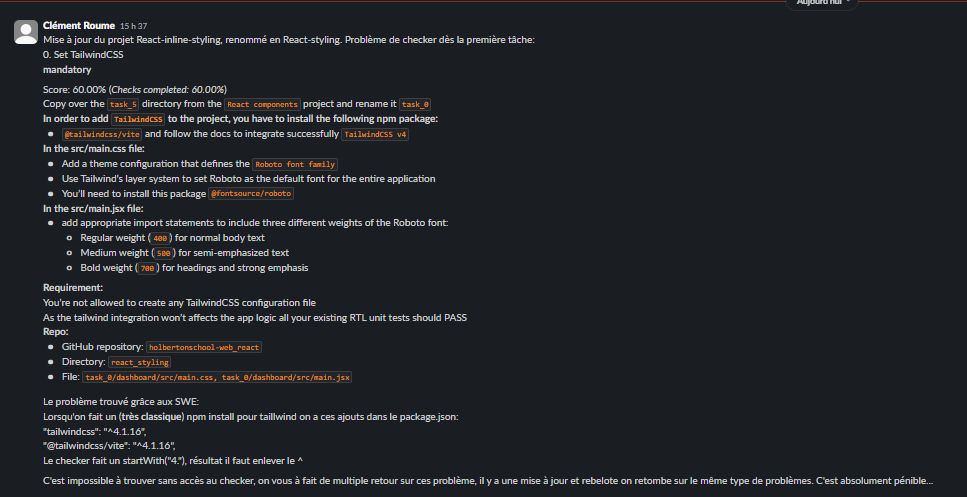 Aujourd'hui
Clément Roume 15 h 37
Mise à jour du projet React-inline-styling, renommé en React-styling. Problème de checker dès la première tâche:
0. Set TailwindCSS
mandatory
Score: 60.00% (Checks completed: 60.00%)
Copy over the task_5 directory from the React components project and rename it task_0
In order to add TailwindCSS to the project, you have to install the following npm package:
@tailwindcss/vite and follow the docs to integrate successfully TailwindCSS v4
In the src/main.css file:
Add a theme configuration that defines the Roboto font family
Use Tailwind's layer system to set Roboto as the default font for the entire application
You'll need to install this package @fontsource/roboto
In the src/main.jsx file:
add appropriate import statements to include three different weights of the Roboto font:
Regular weight (400) for normal body text
Medium weight (500) for semi-emphasized text
Bold weight (700) for headings and strong emphasis
Requirement:
You're not allowed to create any TailwindCSS configuration file
As the tailwind integration won't affects the app logic all your existing RTL unit tests should PASS
Repo:
GitHub repository: holbertonschool-web_react
Directory: react_styling
File: task_0/dashboard/src/main.css, task_0/dashboard/src/main.jsx
Le problème trouvé grâce aux SWE:
Lorsqu'on fait un (très classique) npm install pour taillwind on a ces ajouts dans le package.json:
"tailwindcss": "^4.1.16",
"@tailwindcss/vite": "^4.1.16",
Le checker fait un startWith("4."), résultat il faut enlever le ^
C'est impossible à trouver sans accès au checker, on vous à fait de multiple retour sur ces problème, il y a une mise à jour et rebelote on retombe sur le même type de problèmes. C'est absolument pénible...